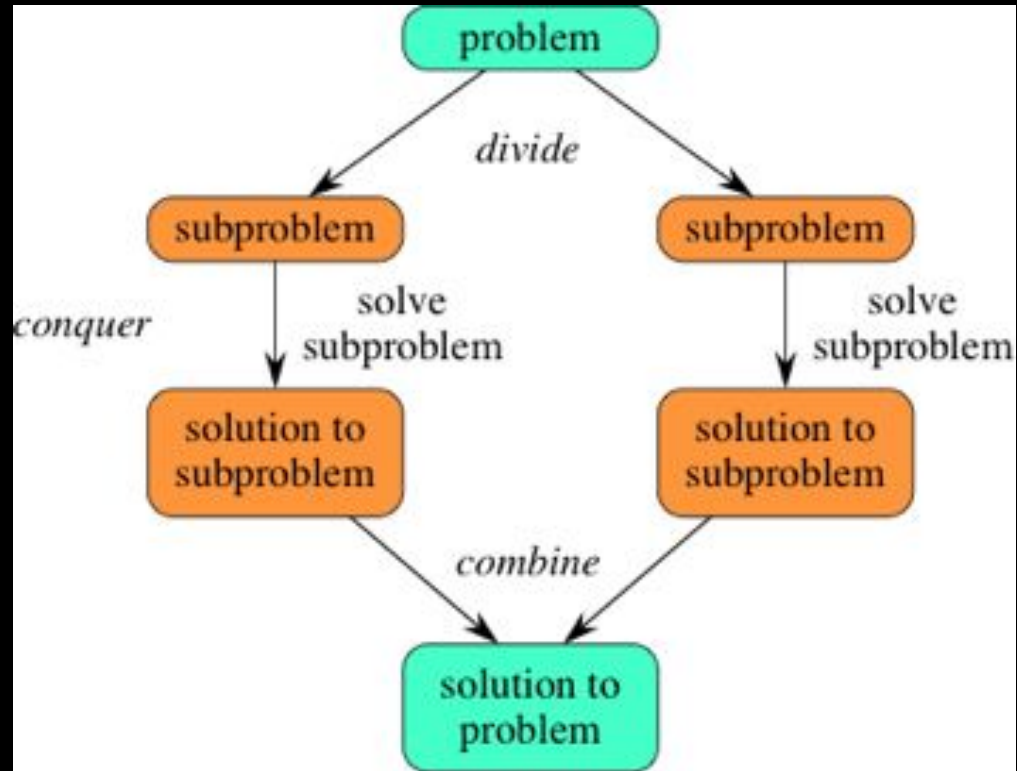 problem
divide
subproblem
subproblem
conquer
solve
subproblem
solve
subproblem
solution to
subproblem
solution to
subproblem
combine
solution to
problem